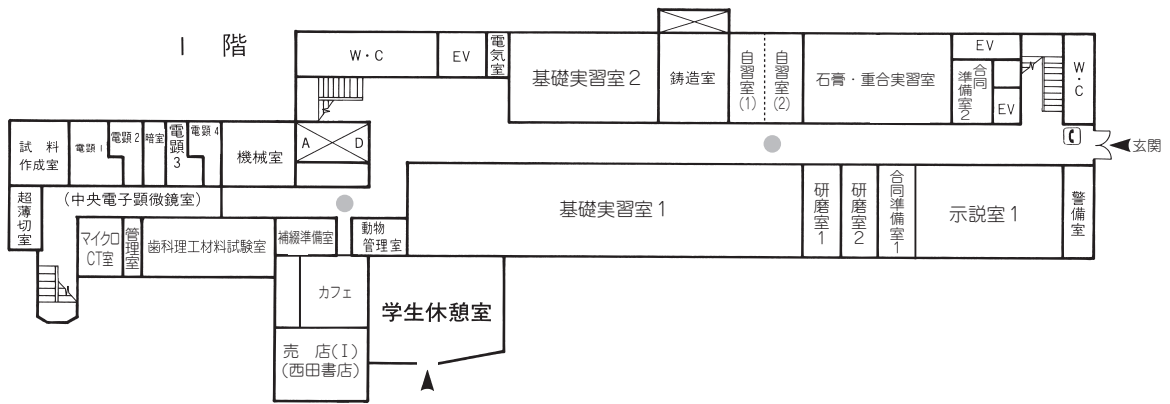 1 階
W・C
EV
電気室
基礎実習室2
鋳造室
自習室(1)
自習室(2)
石膏・重合実習室
EV
合同準備室2
EV
W・C
玄関
試料
作成室
電顕1
電顕2
暗室
電顕3
電顕4
機械室
A D
超薄切室
(中央電子顕微鏡室)
マイクロ
CT室
管理室
歯科理工材料試験室
補綴準備室
動物
管理室
基礎実習室1
研磨室1
研磨室2
合同準備室1
示説室1
警備室
カフェ
学生休憩室
売 店(I)
(西田書店)